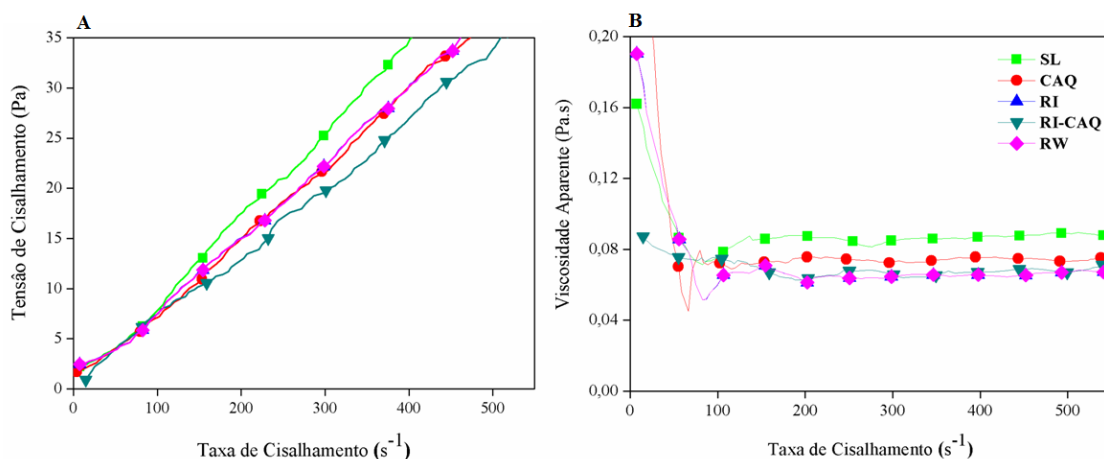 A
Tensão de Cisalhamento (Pa)
35
30
25
20
15
10
5
0
0 100 200 300 400 500
Taxa de Cisalhamento (s⁻¹)
B
Viscosidade Aparente (Pa.s)
0,20
0,16
0,12
0,08
0,04
0,00
SL
CAQ
RI
RI-CAQ
RW
0 100 200 300 400 500
Taxa de Cisalhamento (s⁻¹)